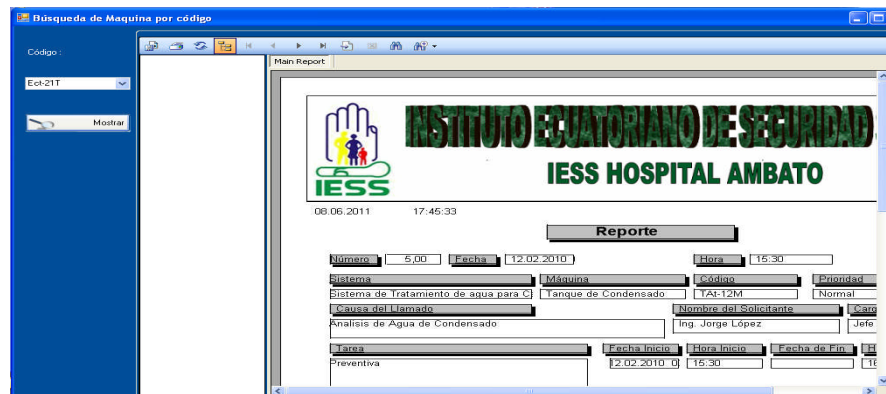 Búsqueda de Maquina por código
Código :
Main Report
Ect-21T
Mostrar
IESS
INSTITUTO ECUATORIANO DE SEGURIDAD
IESS HOSPITAL AMBATO
08.06.2011 17:45:33
Reporte
Número 5,00 Fecha 12.02.2010 Hora 15:30
Sistema Máquina Código Prioridad
Sistema de Tratamiento de agua para C Tanque de Condensado TAt-12M Normal
Causa del Llamado Nombre del Solicitante Carg
Analisis de Agua de Condensado Ing. Jorge López Jefe
Tarea Fecha Inicio Hora Inicio Fecha de Fin H
Preventiva 12.02.2010 0 15:30 16